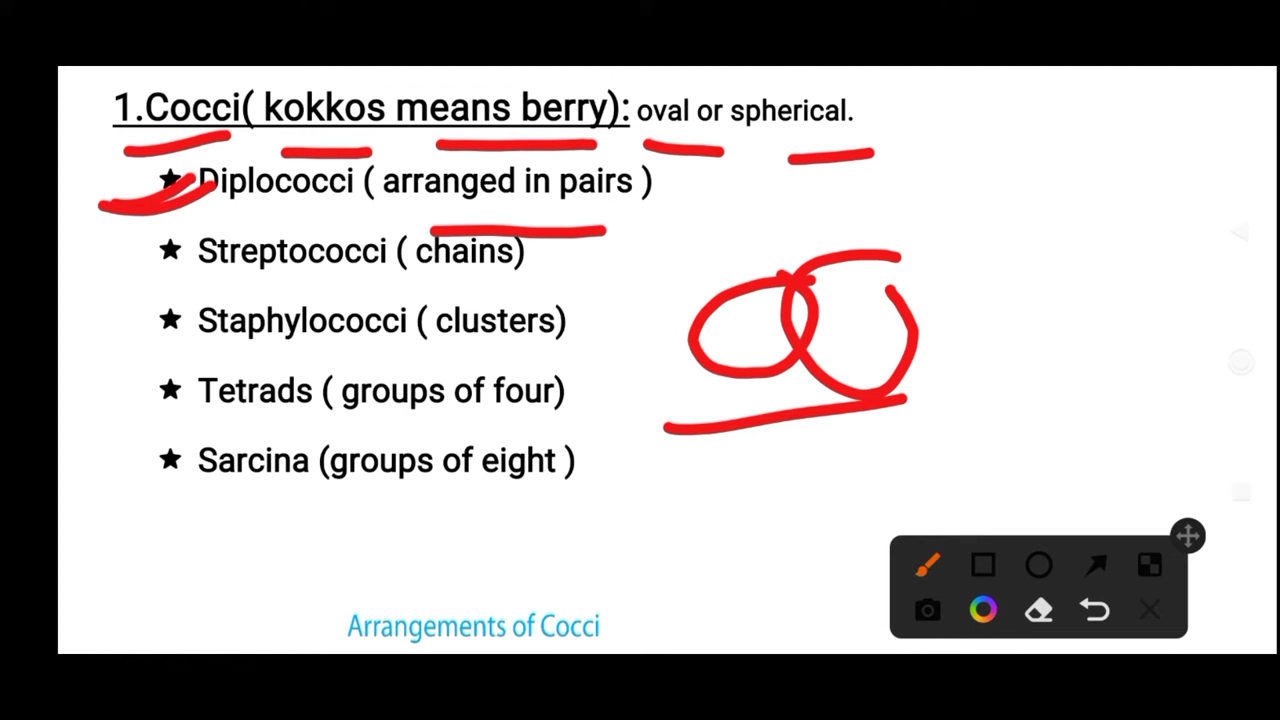 1.Cocci( kokkos means berry): oval or spherical.
★ Diplococci ( arranged in pairs )
★ Streptococci ( chains)
★ Staphylococci ( clusters)
★ Tetrads ( groups of four)
★ Sarcina (groups of eight )
Arrangements of Cocci